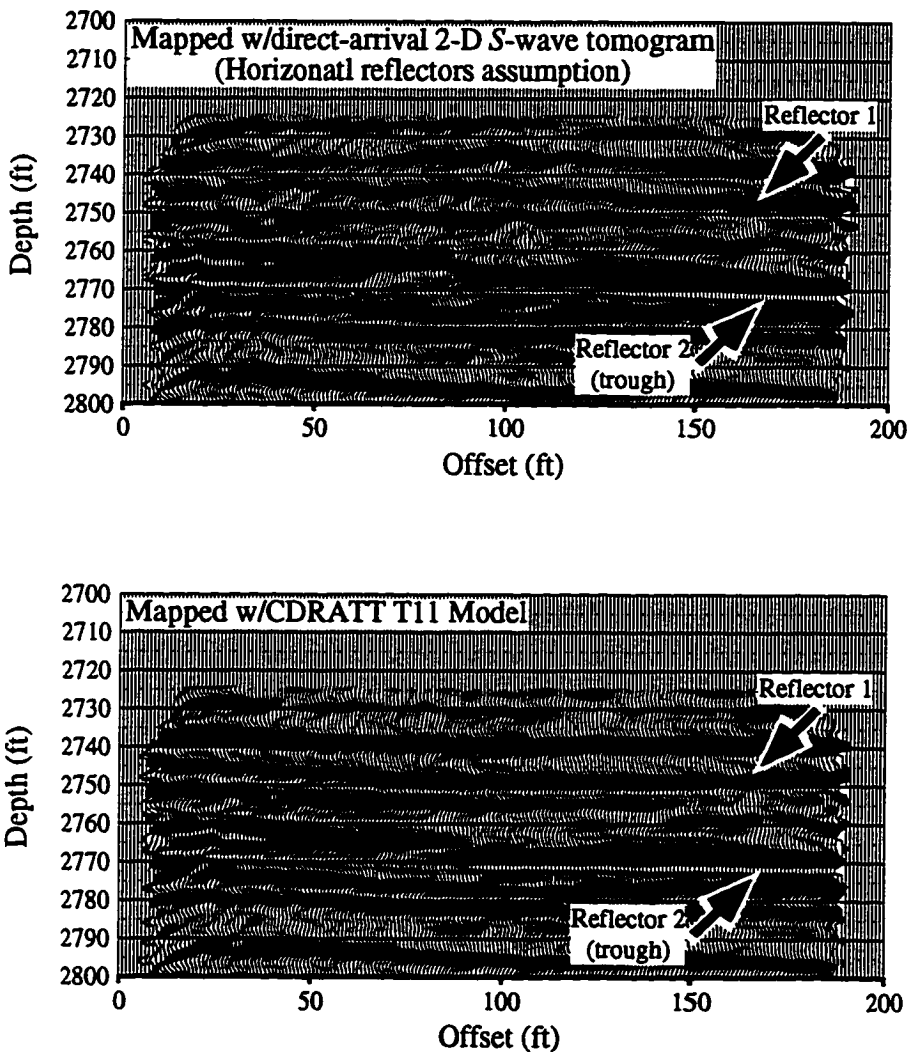 2700
Mapped w/direct-arrival 2-D S-wave tomogram
(Horizonatl reflectors assumption)
2710
2720
2730
2740
2750
2760
2770
2780
2790
2800
Depth (ft)
Reflector 1
Reflector 2
(trough)
0 50 100 150 200
Offset (ft)
2700
Mapped w/CDRATT T11 Model
2710
2720
2730
2740
2750
2760
2770
2780
2790
2800
Depth (ft)
Reflector 1
Reflector 2
(trough)
0 50 100 150 200
Offset (ft)